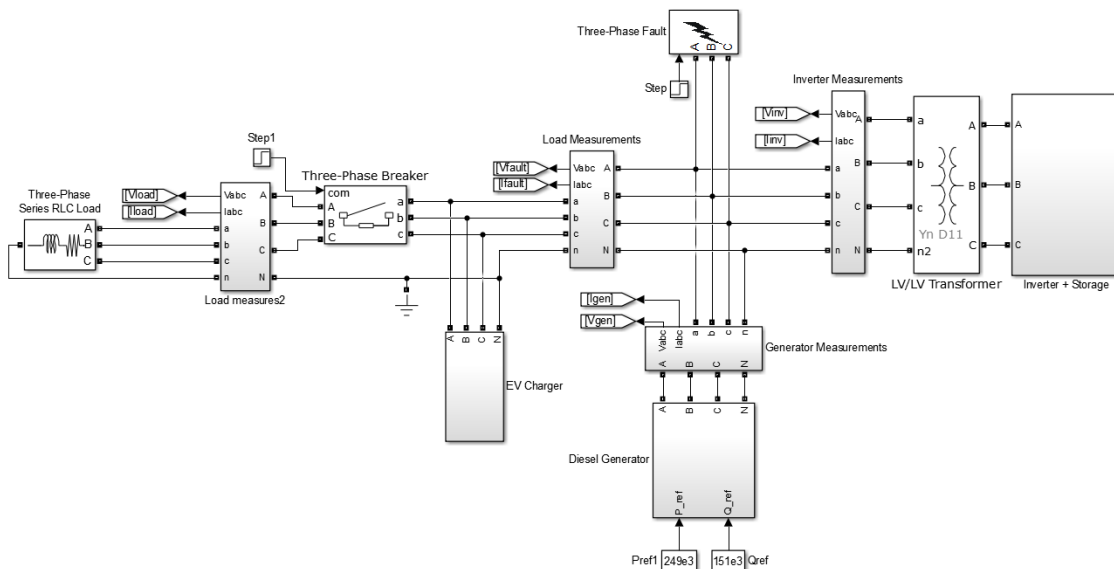 Three-Phase Fault
A
B
C
Step
Inverter Measurements
[Vinv]
[Iinv]
Vabc
Iabc
A
B
C
N
a
b
c
n
a
b
c
n2
A
B
C
Yn D11
LV/LV Transformer
A
B
C
Inverter + Storage
Load Measurements
[Vfault]
[Ifault]
Vabc
Iabc
A
B
C
N
a
b
c
n
Step1
Three-Phase Breaker
com
A
B
C
a
b
c
Three-Phase
Series RLC Load
A
B
C
[Vload]
[Iload]
Vabc
Iabc
A
B
C
N
a
b
c
n
Load measures2
A
B
C
N
EV Charger
[Igen]
[Vgen]
Vabc
Iabc
a
b
c
n
A
B
C
N
Generator Measurements
A
B
C
N
Diesel Generator
P_ref
Q_ref
Pref1
249e3
151e3
Qref